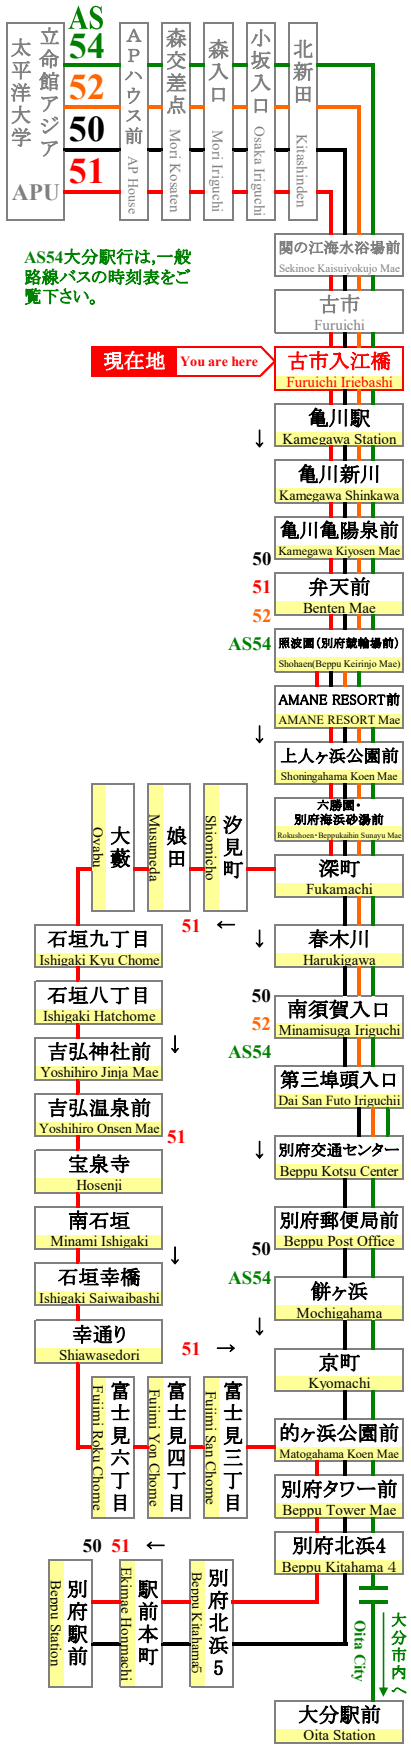 AS
54
52
50
51
立命館アジア
太平洋大学
APU
APハウス前
AP House
森交差点
Mori Kosaten
森入口
Mori Iriguchi
小坂入口
Osaka Iriguchi
北新田
Kitashinden
AS54大分駅行は,一般
路線バスの時刻表をご
覧下さい。
関の江海水浴場前
Sekinoe Kaisuiyokujo Mae
古市
Furuichi
現在地
You are here
古市入江橋
Furuichi Iriebashi
亀川駅
Kamegawa Station
↓
亀川新川
Kamegawa Shinkawa
亀川亀陽泉前
Kamegawa Kiyosen Mae
50
51
52
AS54
弁天前
Benten Mae
照波園(別府競輪場前)
Shohaen(Beppu Keirinjo Mae)
AMANE RESORT前
AMANE RESORT Mae
↓
上人ヶ浜公園前
Shoningahama Koen Mae
六勝園・
別府海浜砂湯前
Rokushoen・Beppukaihin Sunayu Mae
深町
Fukamachi
汐見町
Shiomicho
娘田
Musumeda
大藪
Oyabu
51 ←
石垣九丁目
Ishigaki Kyu Chome
石垣八丁目
Ishigaki Hatchome
吉弘神社前
Yoshihiro Jinja Mae
↓
吉弘温泉前
Yoshihiro Onsen Mae
51
宝泉寺
Hosenji
南石垣
Minami Ishigaki
↓
石垣幸橋
Ishigaki Saiwaibashi
幸通り
Shiawasedori
51 →
富士見六丁目
Fujimi Roku Chome
富士見四丁目
Fujimi Yon Chome
富士見三丁目
Fujimi San Chome
↓
春木川
Harukigawa
50
52
AS54
南須賀入口
Minamisuga Iriguchi
第三埠頭入口
Dai San Futo Iriguchii
↓
別府交通センター
Beppu Kotsu Center
別府郵便局前
Beppu Post Office
50
AS54
↓
餅ヶ浜
Mochigahama
京町
Kyomachi
的ヶ浜公園前
Matogahama Koen Mae
別府タワー前
Beppu Tower Mae
別府北浜4
Beppu Kitahama 4
50 51 ←
別府北浜5
Beppu Kitahama5
駅前本町
Ekimae Honmachi
別府駅前
Beppu Station
大分市内へ
Oita City
大分駅前
Oita Station